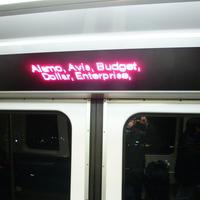 Alamo, Avis, Budget,
Dollar, Enterprise,